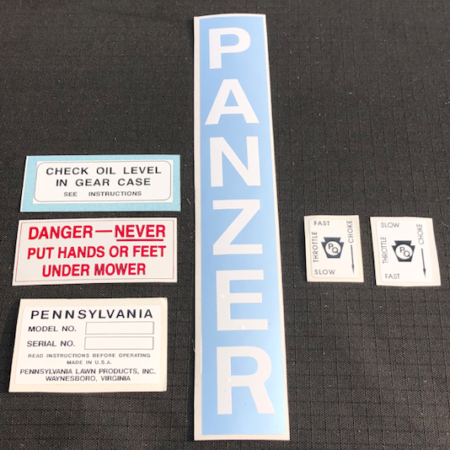 PANZER
CHECK OIL LEVEL
IN GEAR CASE
SEE INSTRUCTIONS
DANGER—NEVER
PUT HANDS OR FEET
UNDER MOWER
PENNSYLVANIA
MODEL NO.
SERIAL NO.
READ INSTRUCTIONS BEFORE OPERATING
MADE IN U.S.A.
PENNSYLVANIA LAWN PRODUCTS, INC.
WAYNESBORO, VIRGINIA
FAST
THROTTLE
CHOKE
SLOW
SLOW
THROTTLE
CHOKE
FAST